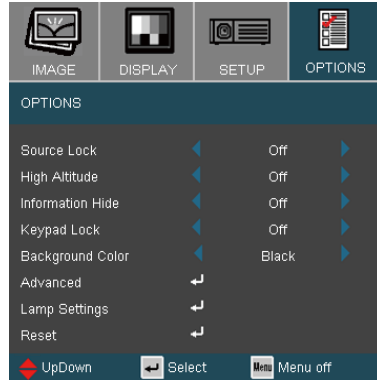 IMAGE DISPLAY SETUP OPTIONS
OPTIONS
Source Lock Off
High Altitude Off
Information Hide Off
Keypad Lock Off
Background Color Black
Advanced
Lamp Settings
Reset
UpDown Select Menu Menu off